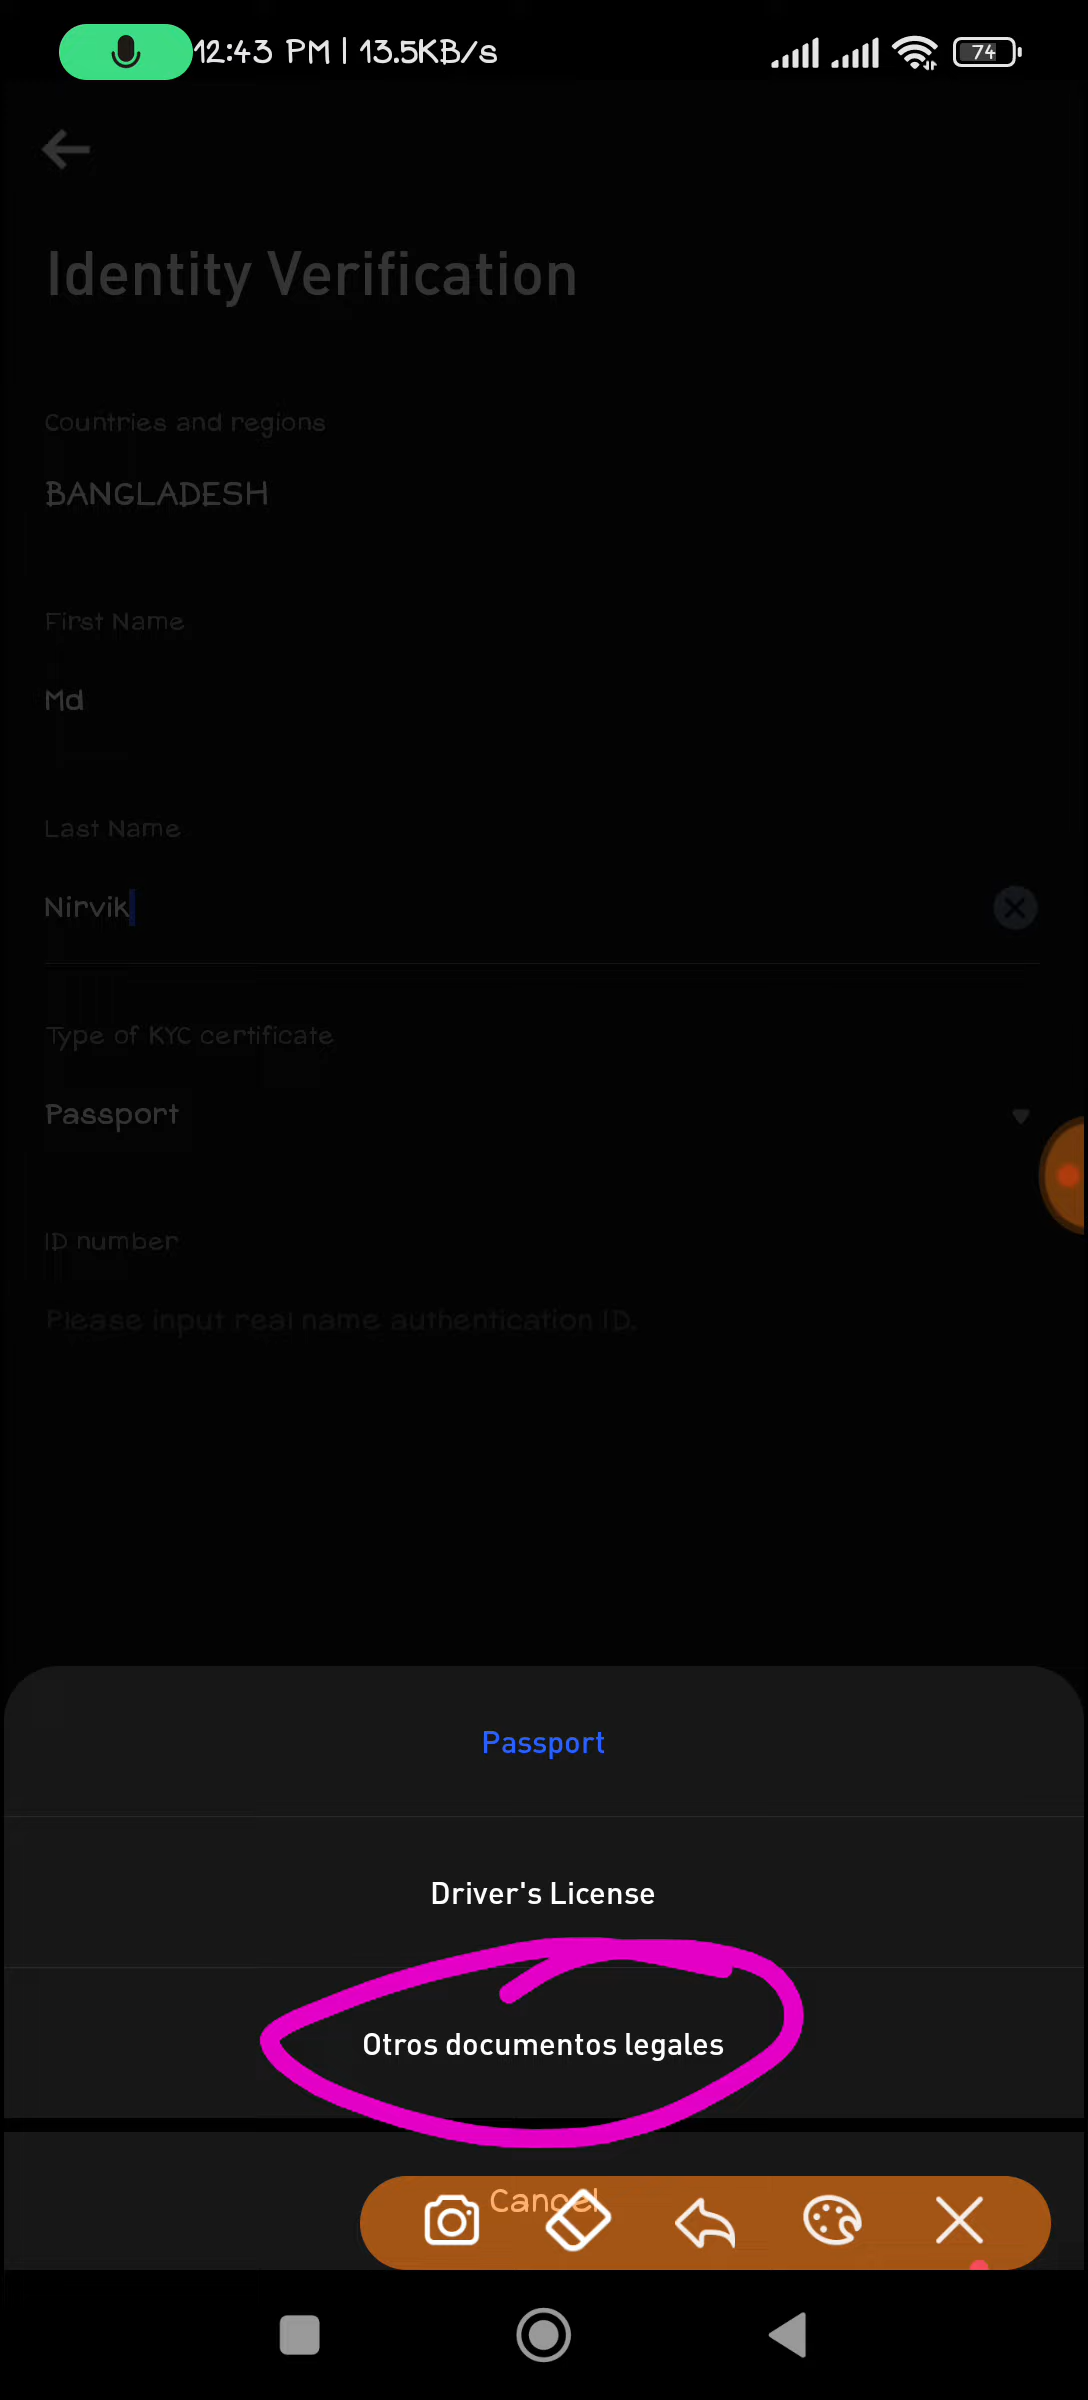 12:43 PM | 13.5KB/s
74
Identity Verification
Countries and regions
BANGLADESH
First Name
Md
Last Name
Nirvik
Type of KYC certificate
Passport
ID number
Please input real name authentication ID.
Passport
Driver's License
Otros documentos legales
Cancel